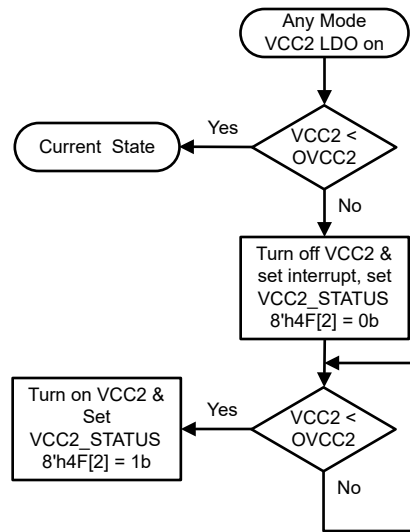 Any Mode
VCC2 LDO on
Yes
VCC2 <
OVCC2
Current State
No
Turn off VCC2 &
set interrupt, set
VCC2_STATUS
8'h4F[2] = 0b
Turn on VCC2 &
Set
VCC2_STATUS
8'h4F[2] = 1b
Yes
VCC2 <
OVCC2
No